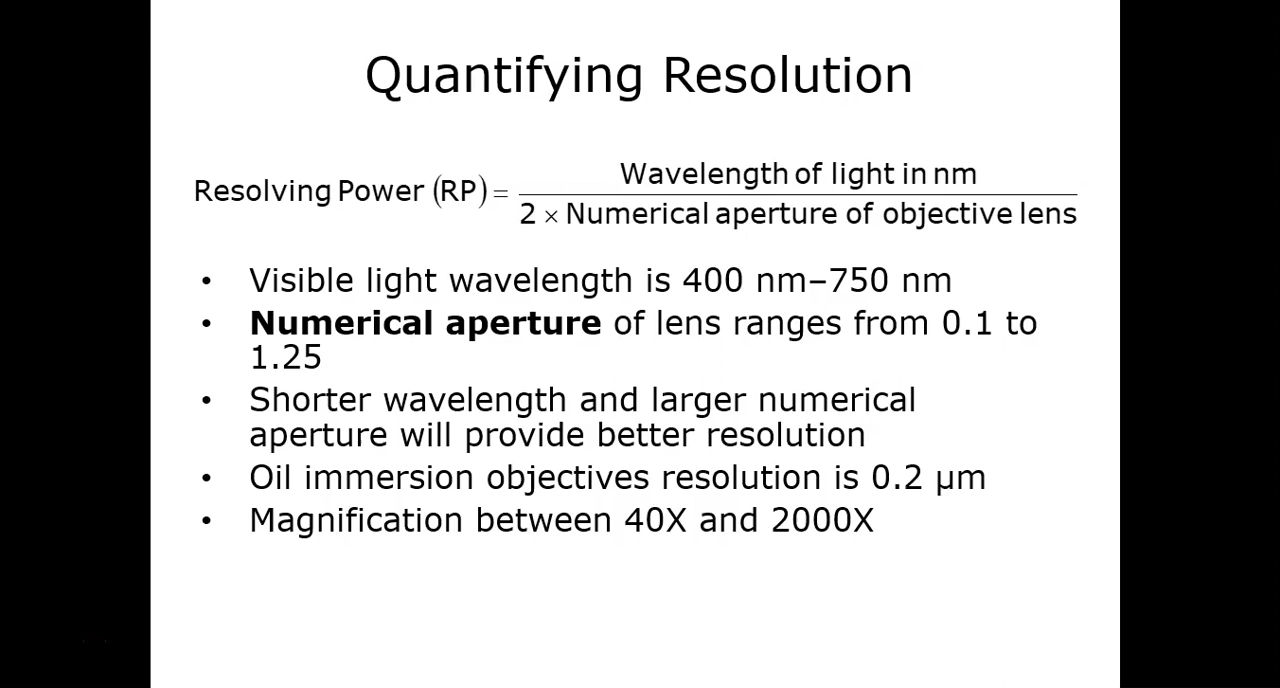 Quantifying Resolution
Resolving Power (RP) = Wavelength of light in nm
2 × Numerical aperture of objective lens
• Visible light wavelength is 400 nm–750 nm
• Numerical aperture of lens ranges from 0.1 to
1.25
• Shorter wavelength and larger numerical
aperture will provide better resolution
• Oil immersion objectives resolution is 0.2 µm
• Magnification between 40X and 2000X